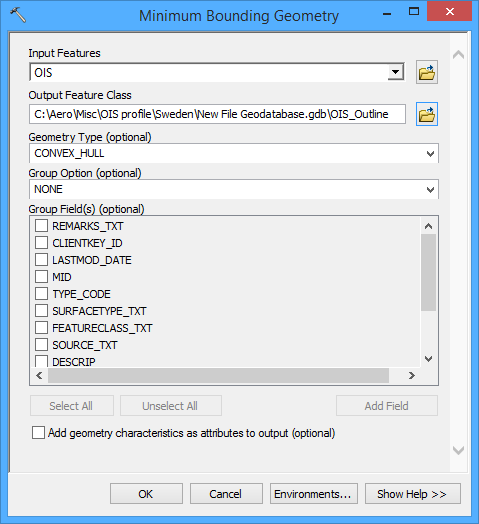 Minimum Bounding Geometry
Input Features
OIS
Output Feature Class
C:\Aero\Misc\OIS profile\Sweden\New File Geodatabase.gdb\OIS_Outline
Geometry Type (optional)
CONVEX_HULL
Group Option (optional)
NONE
Group Field(s) (optional)
REMARKS_TXT
CLIENTKEY_ID
LASTMOD_DATE
MID
TYPE_CODE
SURFACETYPE_TXT
FEATURECLASS_TXT
SOURCE_TXT
DESCRIP
Select All Unselect All Add Field
Add geometry characteristics as attributes to output (optional)
OK Cancel Environments... Show Help >>